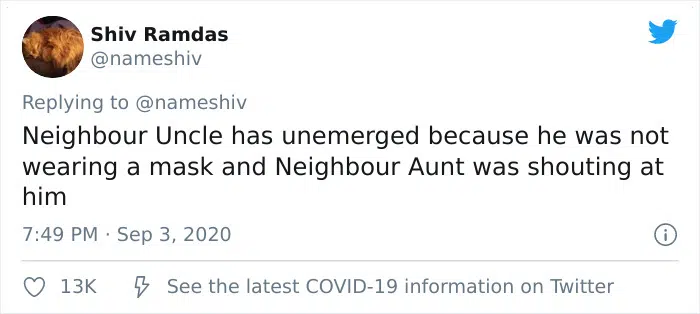 Shiv Ramdas
@nameshiv
Replying to @nameshiv
Neighbour Uncle has unemerged because he was not
wearing a mask and Neighbour Aunt was shouting at
him
7:49 PM · Sep 3, 2020
13K See the latest COVID-19 information on Twitter